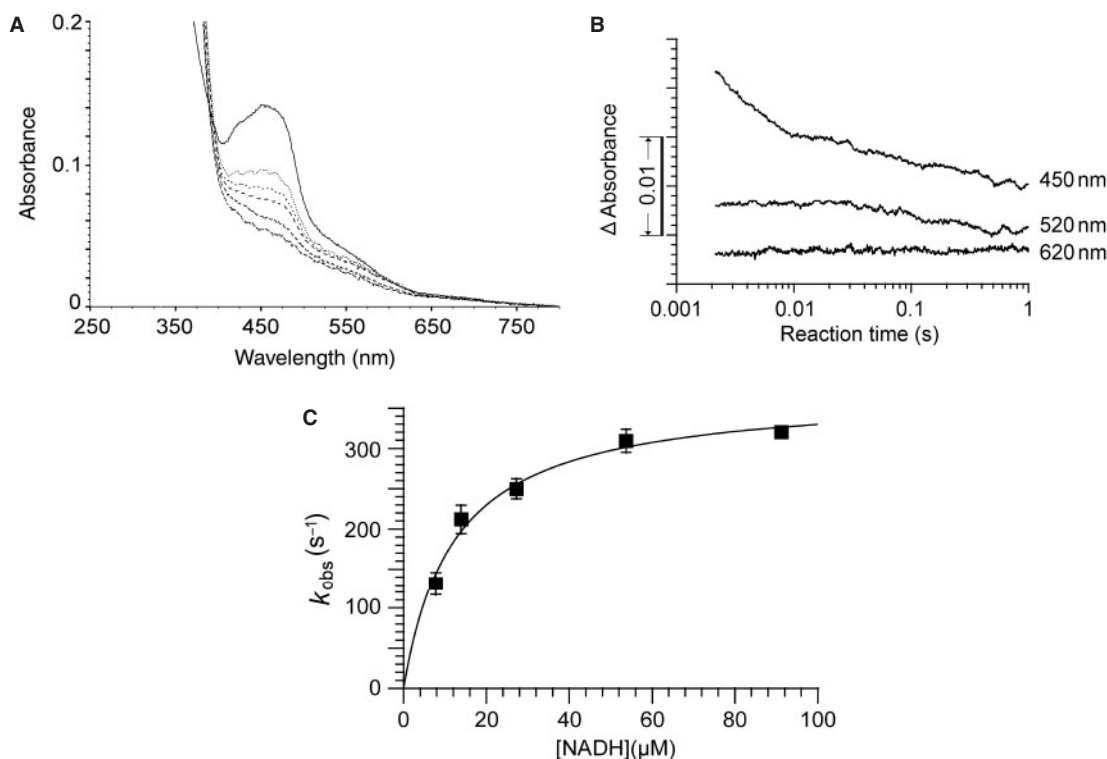 A
Absorbance
0.2
0.1
0
250 350 450 550 650 750
Wavelength (nm)
B
Δ Absorbance
0.01
450 nm
520 nm
620 nm
0.001 0.01 0.1 1
Reaction time (s)
C
kobs (s⁻¹)
300
200
100
0
0 20 40 60 80 100
[NADH](µM)